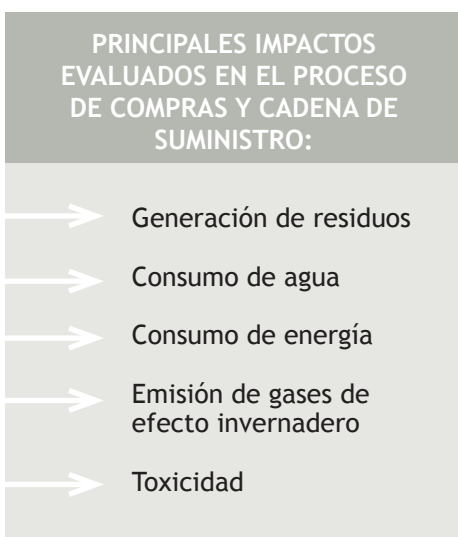 PRINCIPALES IMPACTOS
EVALUADOS EN EL PROCESO
DE COMPRAS Y CADENA DE
SUMINISTRO:
Generación de residuos
Consumo de agua
Consumo de energía
Emisión de gases de
efecto invernadero
Toxicidad